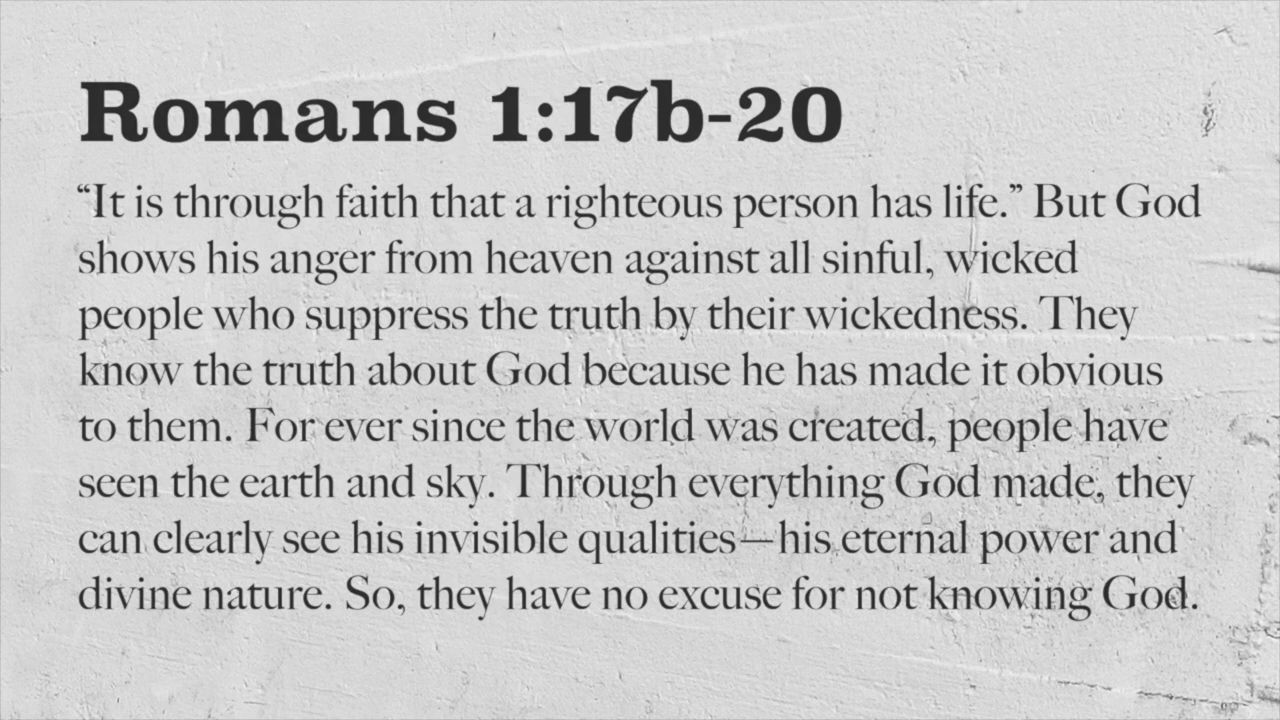 Romans 1:17b-20
“It is through faith that a righteous person has life.” But God
shows his anger from heaven against all sinful, wicked
people who suppress the truth by their wickedness. They
know the truth about God because he has made it obvious
to them. For ever since the world was created, people have
seen the earth and sky. Through everything God made, they
can clearly see his invisible qualities—his eternal power and
divine nature. So, they have no excuse for not knowing God.